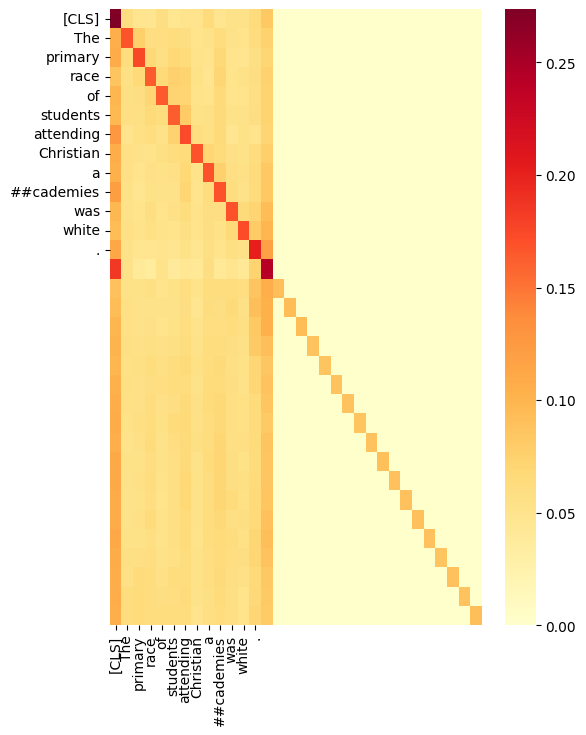 [CLS]
The
primary
race
of
students
attending
Christian
a
##cademies
was
white
.
0.25
0.20
0.15
0.10
0.05
0.00
[CLS]
The
primary
race
of
students
attending
Christian
a
##cademies
was
white
.